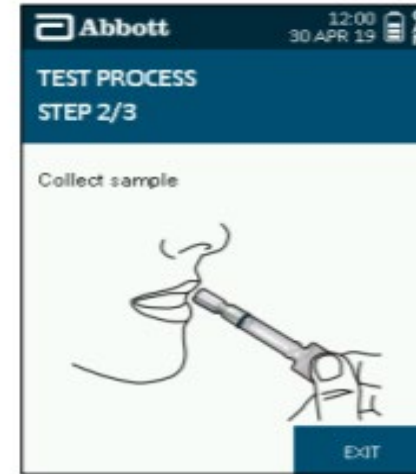 Abbott
12:00
30 APR 19
TEST PROCESS
STEP 2/3
Collect sample
EXIT